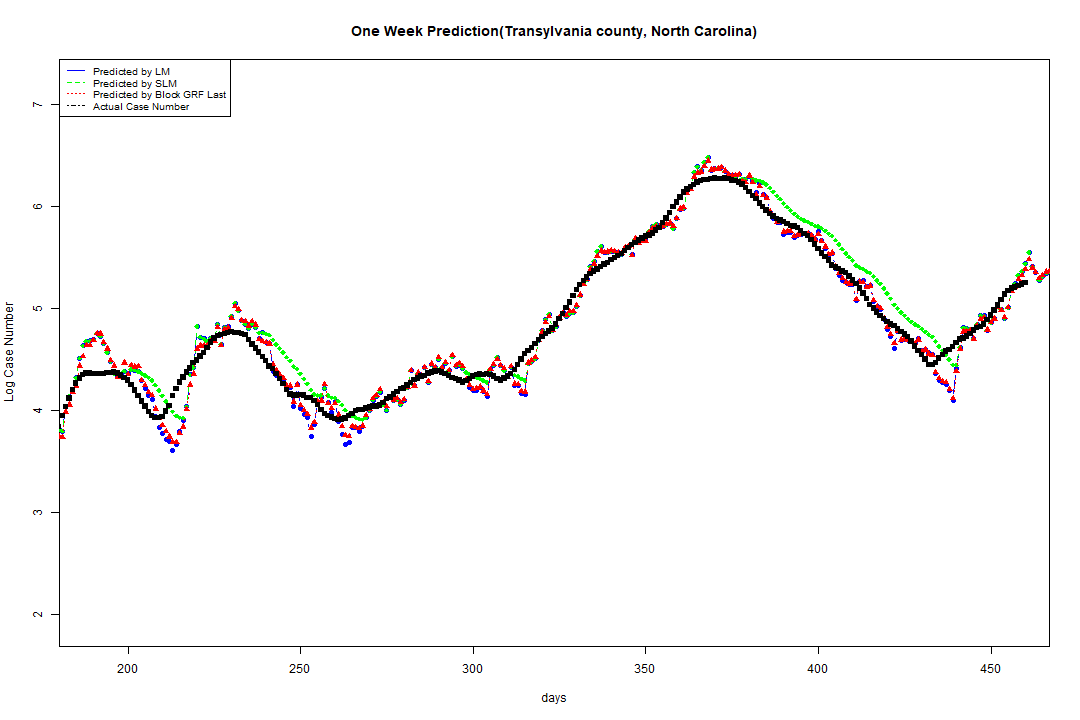 One Week Prediction(Transylvania county, North Carolina)
Predicted by LM
Predicted by SLM
Predicted by Block GRF Last
Actual Case Number
Log Case Number
7
6
5
4
3
2
200 250 300 350 400 450
days